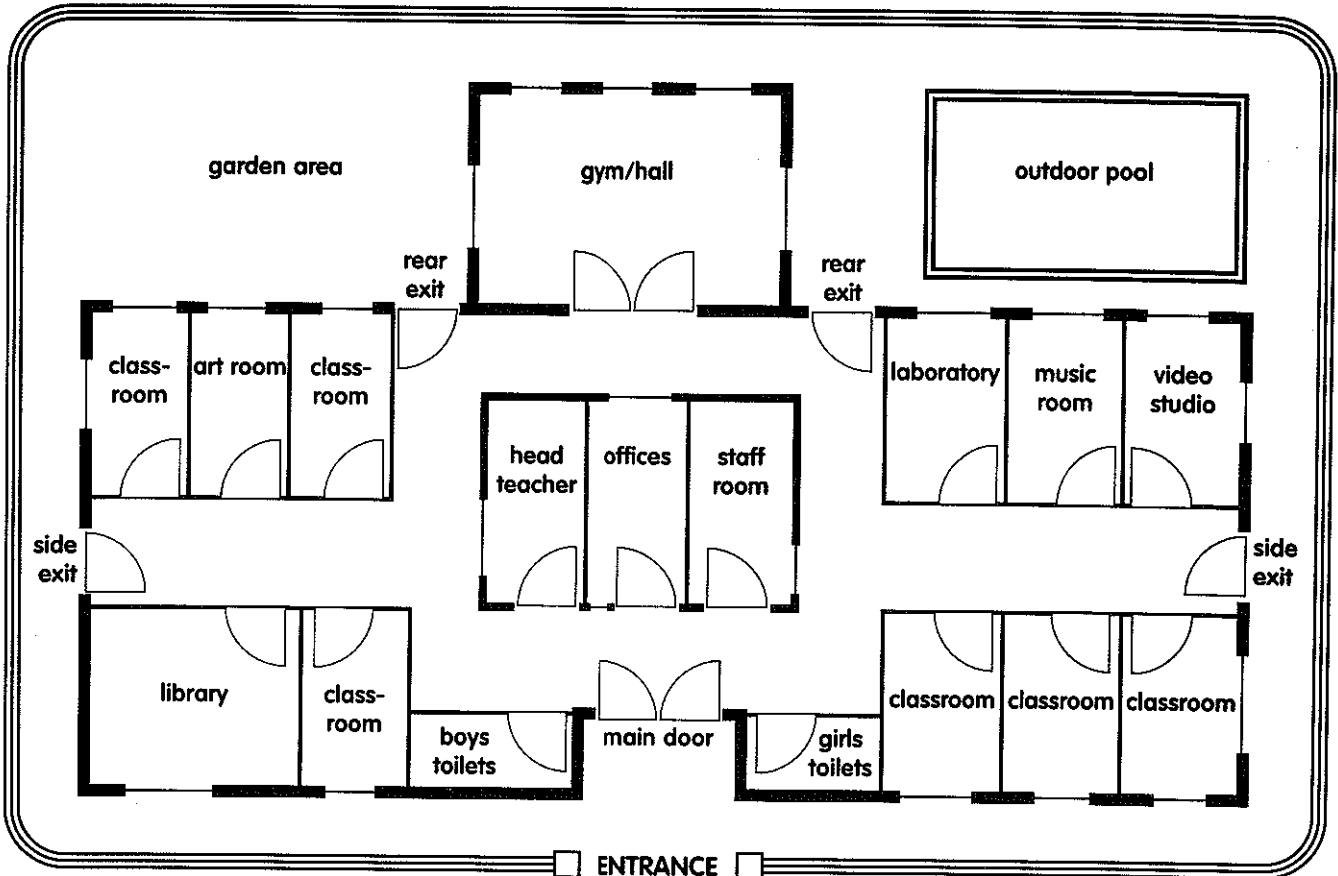 garden area
gym/hall
outdoor pool
rear
exit
rear
exit
class-
room
art room
class-
room
laboratory
music
room
video
studio
head
teacher
offices
staff
room
side
exit
side
exit
library
class-
room
boys
toilets
main door
girls
toilets
classroom
classroom
classroom
ENTRANCE